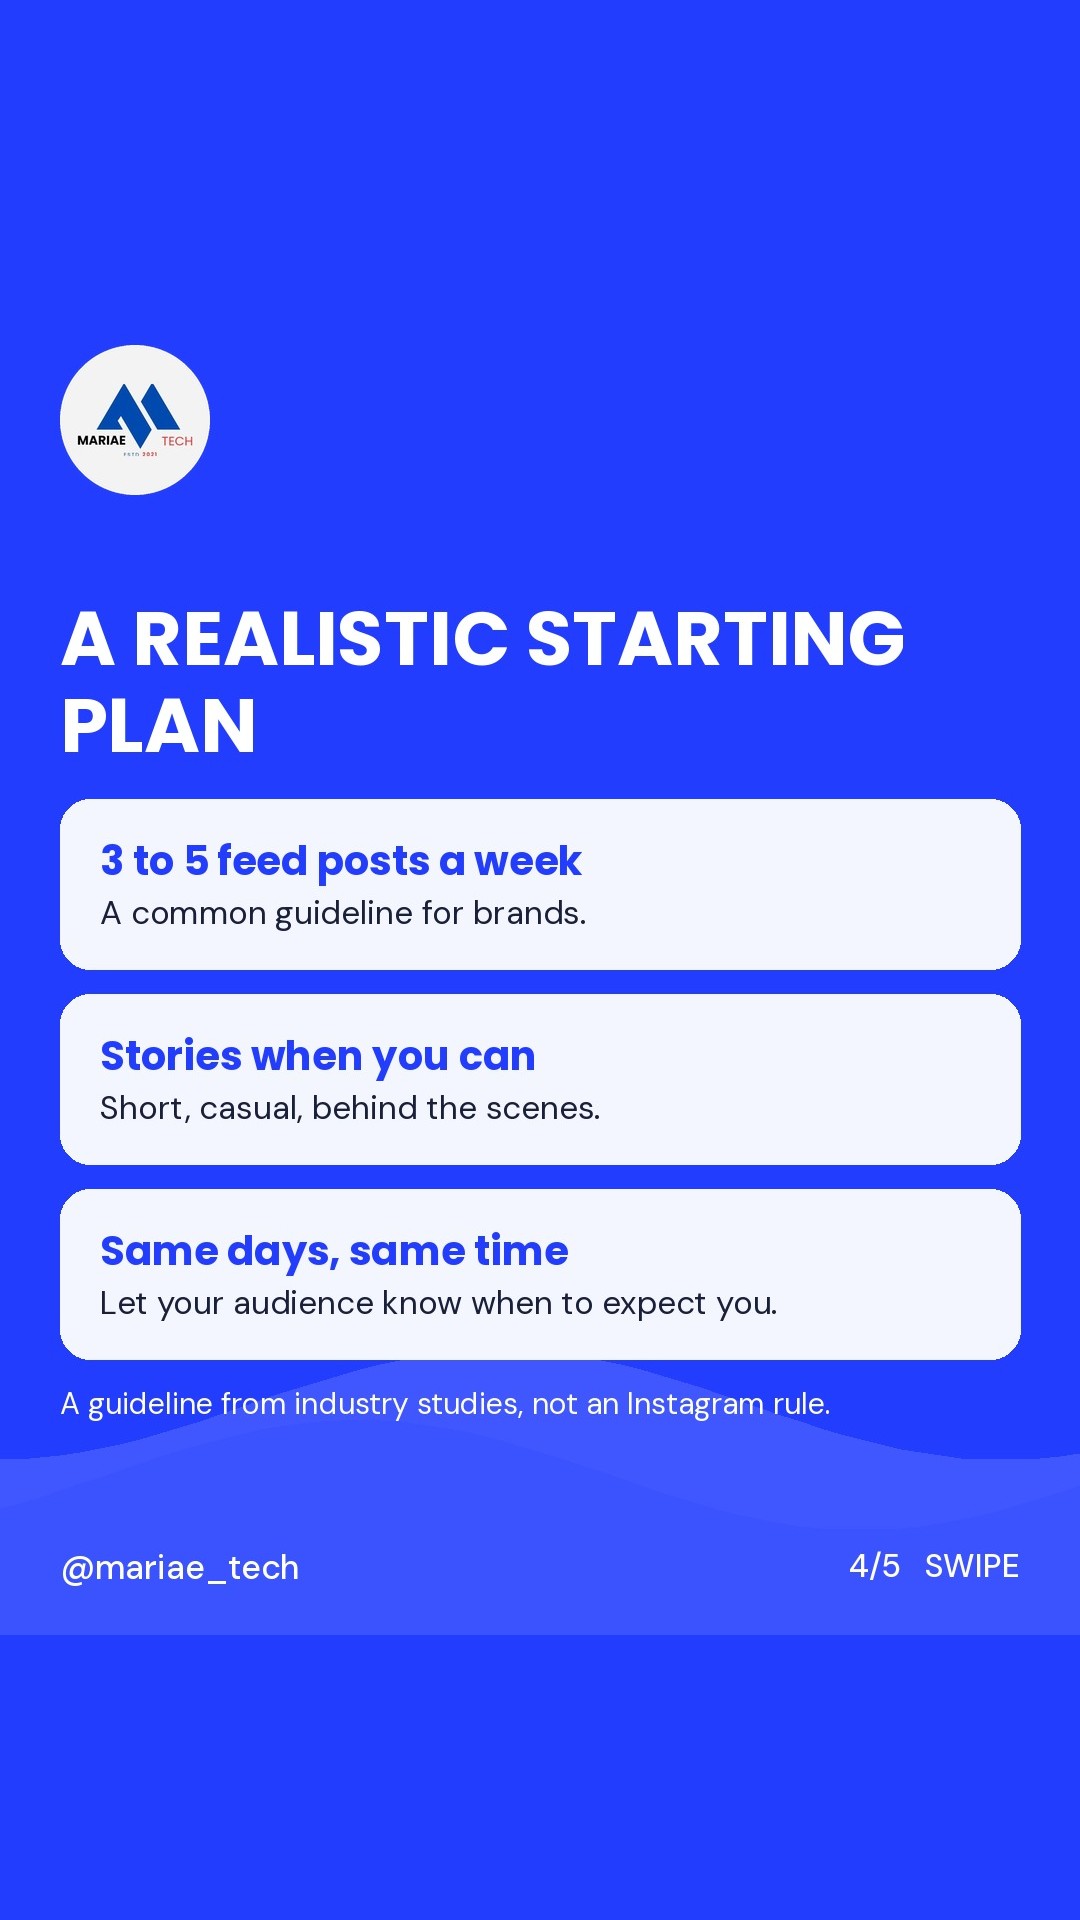 MARIAE TECH
ESTD 2021
A REALISTIC STARTING
PLAN
3 to 5 feed posts a week
A common guideline for brands.
Stories when you can
Short, casual, behind the scenes.
Same days, same time
Let your audience know when to expect you.
A guideline from industry studies, not an Instagram rule.
@mariae_tech
4/5 SWIPE